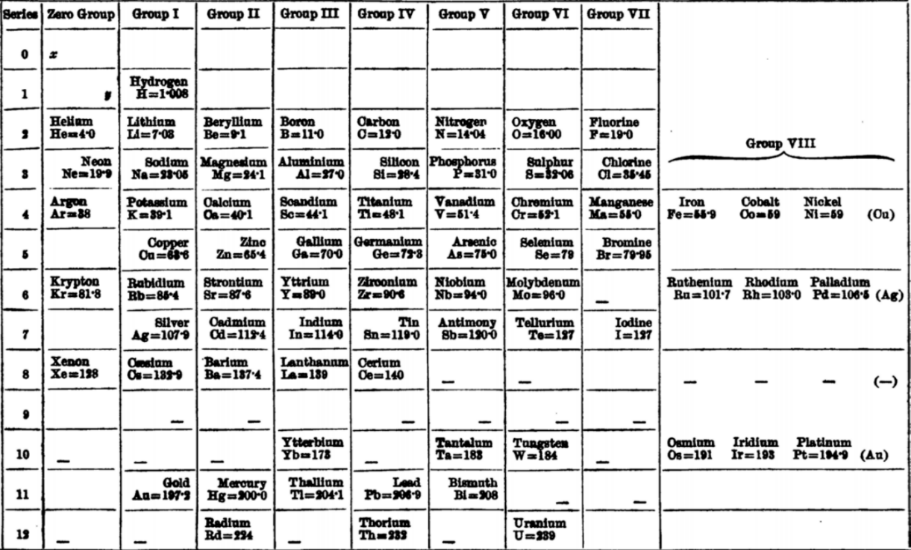 Series Zero Group Group I Group II Group III Group IV Group V Group VI Group VII
Group VIII
0 x
1 y Hydrogen
H=1·008
2 Helium Lithium Beryllium Boron Carbon Nitrogen Oxygen Fluorine
He=4·0 Li=7·03 Be=9·1 B=11·0 C=12·0 N=14·04 O=16·00 F=19·0
3 Neon Sodium Magnesium Aluminium Silicon Phosphorus Sulphur Chlorine
Ne=19·9 Na=23·05 Mg=24·1 Al=27·0 Si=28·4 P=31·0 S=32·06 Cl=35·45
4 Argon Potassium Calcium Scandium Titanium Vanadium Chromium Manganese Iron Cobalt Nickel
Ar=38 K=39·1 Ca=40·1 Sc=44·1 Ti=48·1 V=51·4 Cr=52·1 Mn=55·0 Fe=55·9 Co=59 Ni=59 (Cu)
5 Copper Zinc Gallium Germanium Arsenic Selenium Bromine
Cu=63·6 Zn=65·4 Ga=70·0 Ge=72·3 As=75·0 Se=79 Br=79·95
6 Krypton Rubidium Strontium Yttrium Zirconium Niobium Molybdenum Ruthenium Rhodium Palladium
Kr=81·8 Rb=85·4 Sr=87·6 Y=89·0 Zr=90·6 Nb=94·0 Mo=96·0 — Ru=101·7 Rh=103·0 Pd=106·5 (Ag)
7 Silver Cadmium Indium Tin Antimony Tellurium Iodine
Ag=107·9 Cd=112·4 In=114·0 Sn=119·0 Sb=120·0 Te=127 I=127
8 Xenon Cæsium Barium Lanthanum Cerium
Xe=128 Cs=132·9 Ba=137·4 La=139 Ce=140 — — — — — (—)
9 — — — — — — —
10 Ytterbium Tantalum Tungsten Osmium Iridium Platinum
— — — Yb=173 — Ta=183 W=184 — Os=191 Ir=193 Pt=194·9 (Au)
11 Gold Mercury Thallium Lead Bismuth
Au=197·2 Hg=200·0 Tl=204·1 Pb=206·9 Bi=208 — —
12 Radium Thorium Uranium
— — Rd=224 — Th=232 — U=239